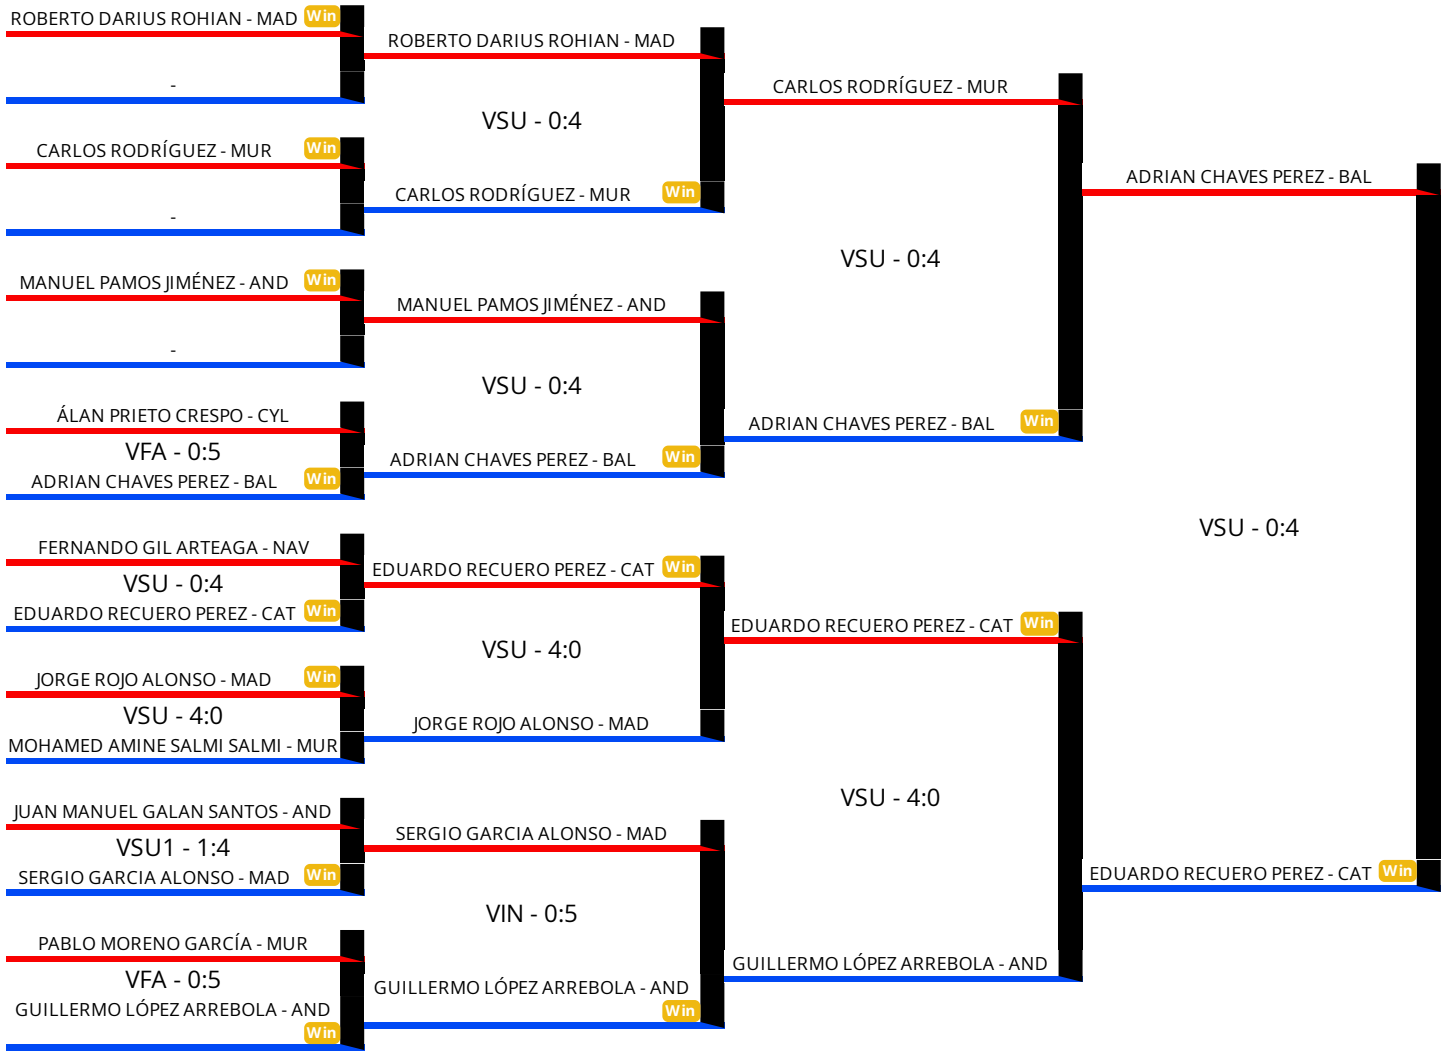 ROBERTO DARIUS ROHIAN - MAD Win
-
CARLOS RODRÍGUEZ - MUR Win
-
MANUEL PAMOS JIMÉNEZ - AND Win
-
ÁLAN PRIETO CRESPO - CYL
VFA - 0:5
ADRIAN CHAVES PEREZ - BAL Win
FERNANDO GIL ARTEAGA - NAV
VSU - 0:4
EDUARDO RECUERO PEREZ - CAT Win
JORGE ROJO ALONSO - MAD Win
VSU - 4:0
MOHAMED AMINE SALMI SALMI - MUR
JUAN MANUEL GALAN SANTOS - AND
VSU1 - 1:4
SERGIO GARCIA ALONSO - MAD Win
PABLO MORENO GARCÍA - MUR
VFA - 0:5
GUILLERMO LÓPEZ ARREBOLA - AND
Win
ROBERTO DARIUS ROHIAN - MAD
VSU - 0:4
CARLOS RODRÍGUEZ - MUR Win
MANUEL PAMOS JIMÉNEZ - AND
VSU - 0:4
ADRIAN CHAVES PEREZ - BAL Win
EDUARDO RECUERO PEREZ - CAT Win
VSU - 4:0
JORGE ROJO ALONSO - MAD
SERGIO GARCIA ALONSO - MAD
VIN - 0:5
GUILLERMO LÓPEZ ARREBOLA - AND
Win
CARLOS RODRÍGUEZ - MUR
VSU - 0:4
ADRIAN CHAVES PEREZ - BAL Win
EDUARDO RECUERO PEREZ - CAT Win
VSU - 4:0
GUILLERMO LÓPEZ ARREBOLA - AND
ADRIAN CHAVES PEREZ - BAL
VSU - 0:4
EDUARDO RECUERO PEREZ - CAT Win